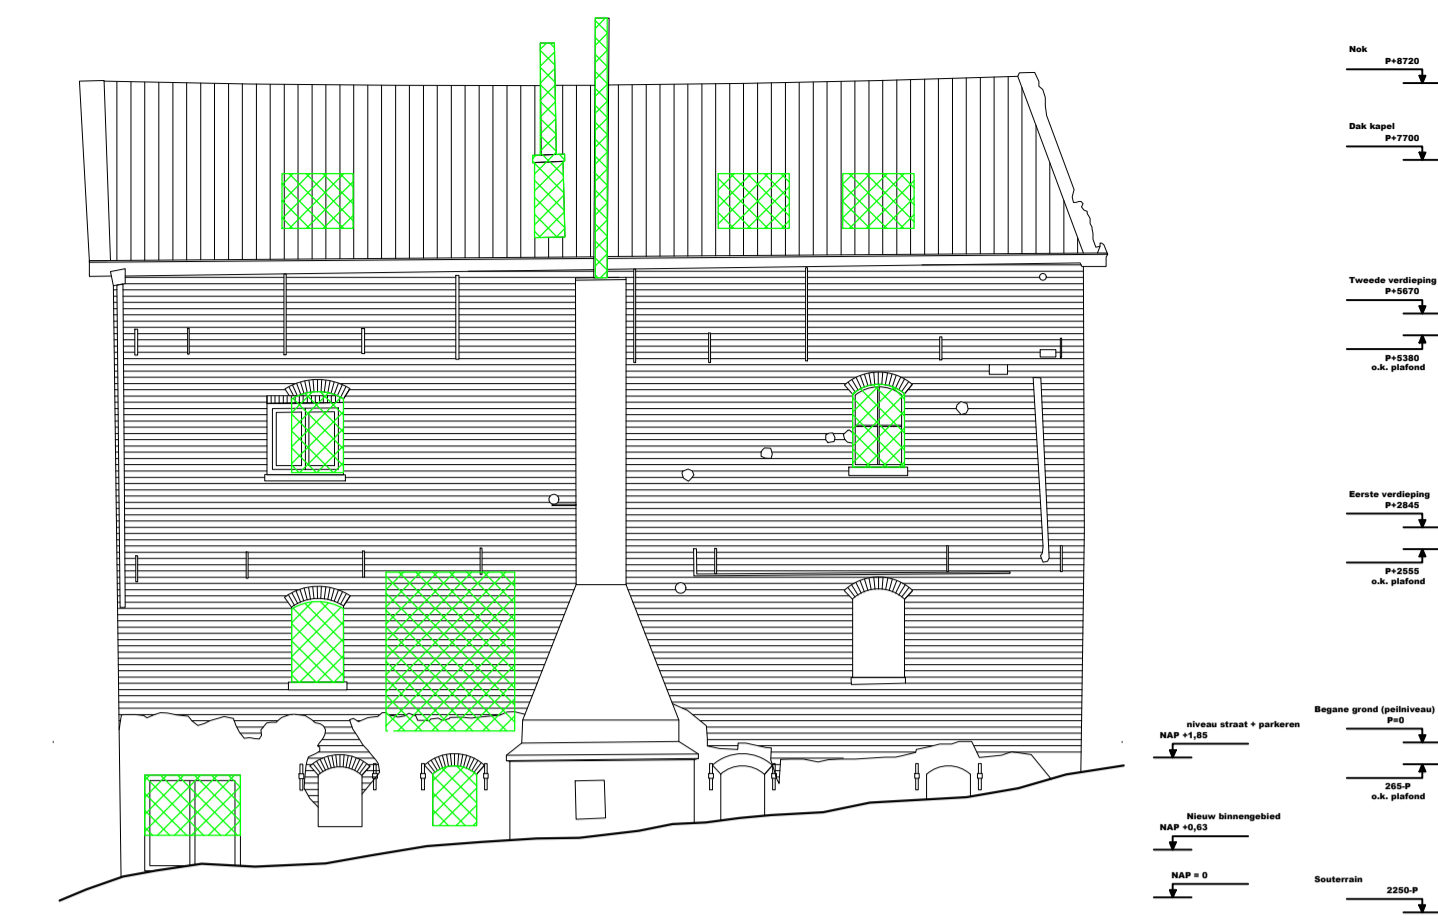 Nok
P+8720
Dak kapel
P+7700
Tweede verdieping
P+5670
P+5380
o.k. plafond
Eerste verdieping
P+2845
P+2555
o.k. plafond
Begane grond (peilniveau)
P=0
niveau straat + parkeren
NAP +1,85
265-P
o.k. plafond
Nieuw binnengebied
NAP +0,63
NAP = 0
Souterrain
2250-P